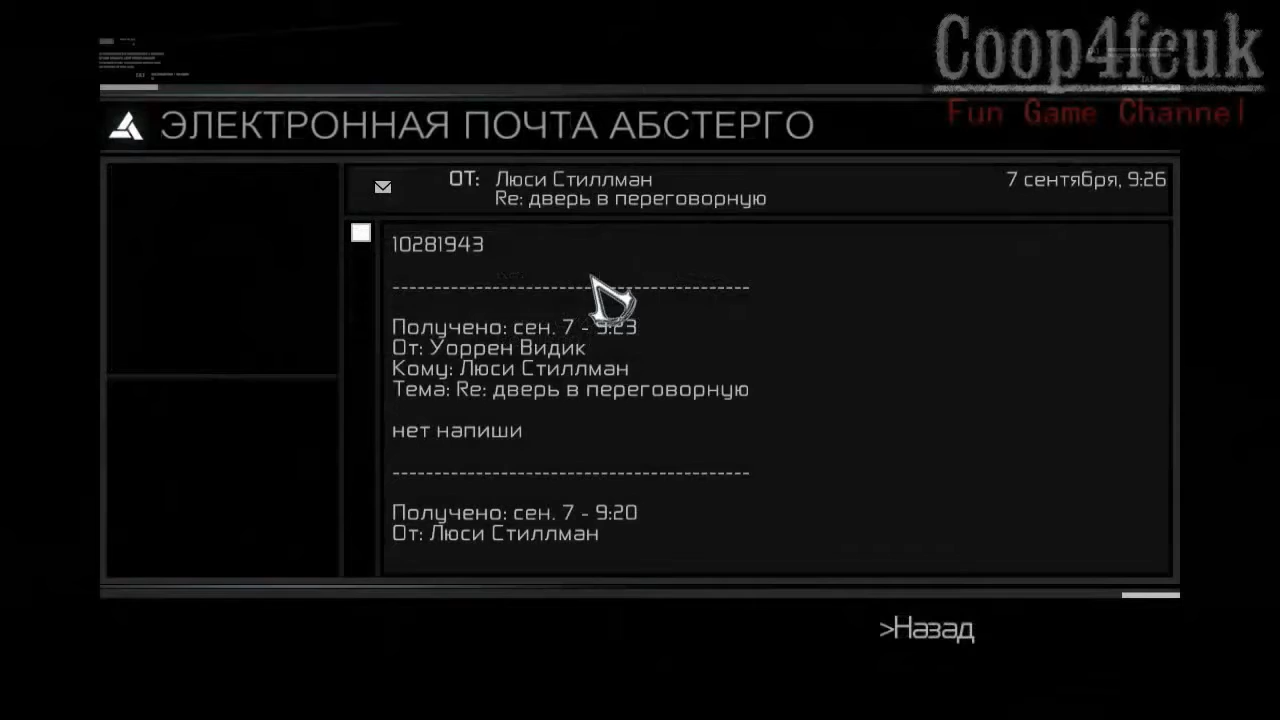 Coop4fcuk
Fun Game Channel
ЭЛЕКТРОННАЯ ПОЧТА АБСТЕРГО
ОТ: Люси Стиллман 7 сентября, 9:26
Re: дверь в переговорную
10281943
-------------------------------------------
Получено: сен. 7 - 9:23
От: Уоррен Видик
Кому: Люси Стиллман
Тема: Re: дверь в переговорную
нет напиши
-------------------------------------------
Получено: сен. 7 - 9:20
От: Люси Стиллман
>Назад